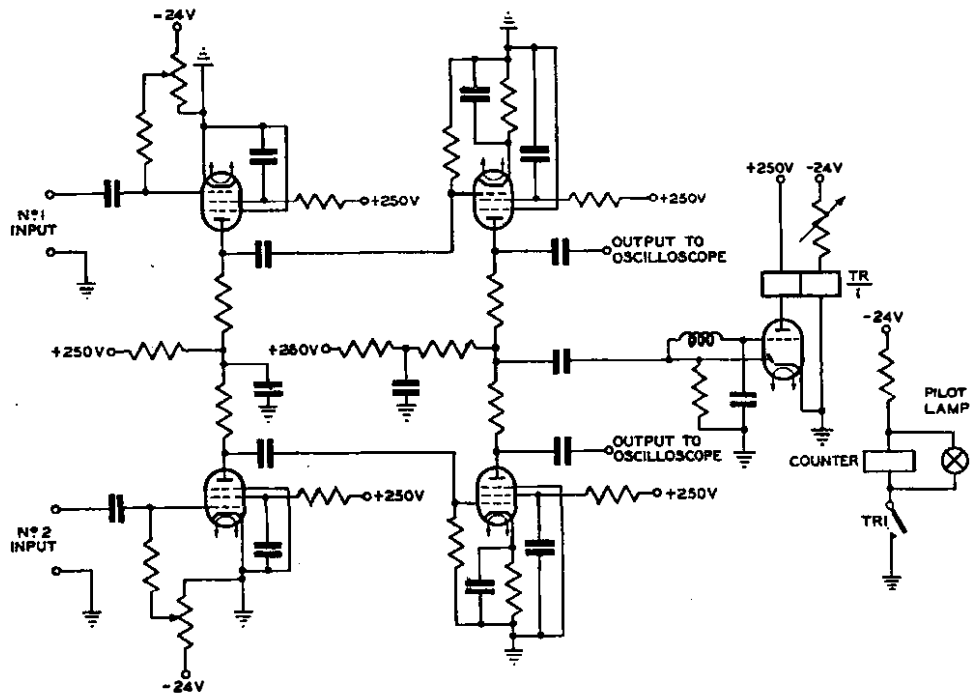 -24V
Nº1
INPUT
+250V
+250V
OUTPUT TO
OSCILLOSCOPE
+250V
-24V
TR
1
-24V
+250V
+250V
PILOT
LAMP
OUTPUT TO
OSCILLOSCOPE
COUNTER
+250V
+250V
Nº2
INPUT
TR1
-24V